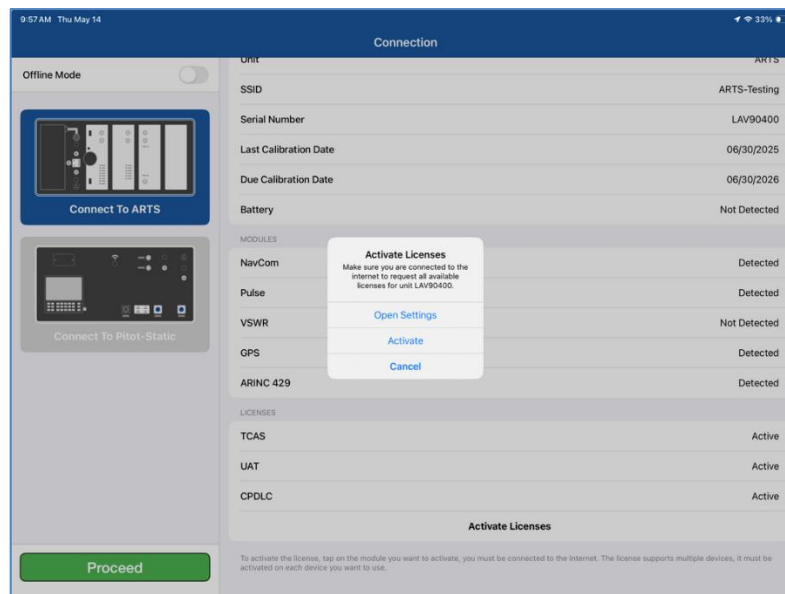 9:57 AM Thu May 14
33%
Connection
Offline Mode
Connect To ARTS
Connect To Pitot-Static
Proceed
Unit ARTS
SSID ARTS-Testing
Serial Number LAV90400
Last Calibration Date 06/30/2025
Due Calibration Date 06/30/2026
Battery Not Detected
MODULES
NavCom Detected
Pulse Detected
VSWR Not Detected
GPS Detected
ARINC 429 Detected
LICENSES
TCAS Active
UAT Active
CPDLC Active
Activate Licenses
To activate the license, tap on the module you want to activate, you must be connected to the Internet. The license supports multiple devices, it must be
activated on each device you want to use.
Activate Licenses
Make sure you are connected to the
internet to request all available
licenses for unit LAV90400.
Open Settings
Activate
Cancel